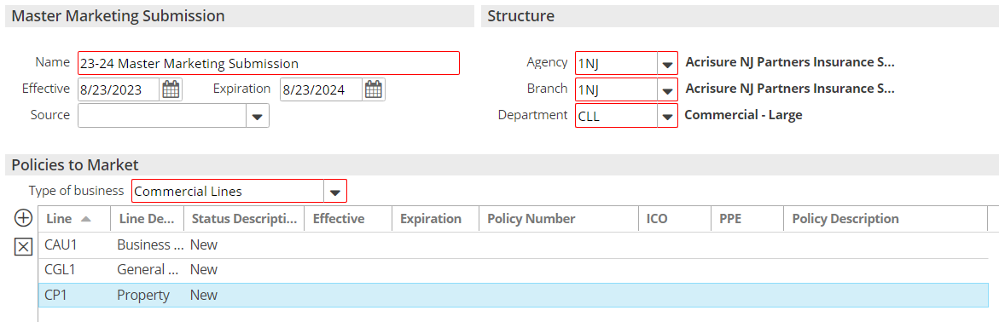 Master Marketing Submission
Structure
Name 23-24 Master Marketing Submission
Agency 1NJ Acrisure NJ Partners Insurance S...
Effective 8/23/2023 Expiration 8/23/2024
Branch 1NJ Acrisure NJ Partners Insurance S...
Source
Department CLL Commercial - Large
Policies to Market
Type of business Commercial Lines
Line Line De... Status Descripti... Effective Expiration Policy Number ICO PPE Policy Description
CAU1 Business ... New
CGL1 General ... New
CP1 Property New